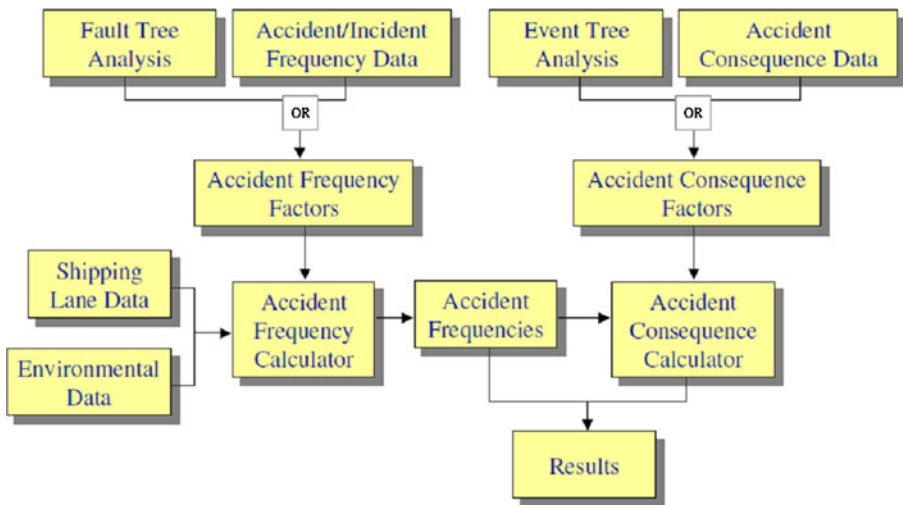 Fault Tree
Analysis
Accident/Incident
Frequency Data
Event Tree
Analysis
Accident
Consequence Data
OR
OR
Accident Frequency
Factors
Accident Consequence
Factors
Shipping
Lane Data
Environmental
Data
Accident
Frequency
Calculator
Accident
Frequencies
Accident
Consequence
Calculator
Results